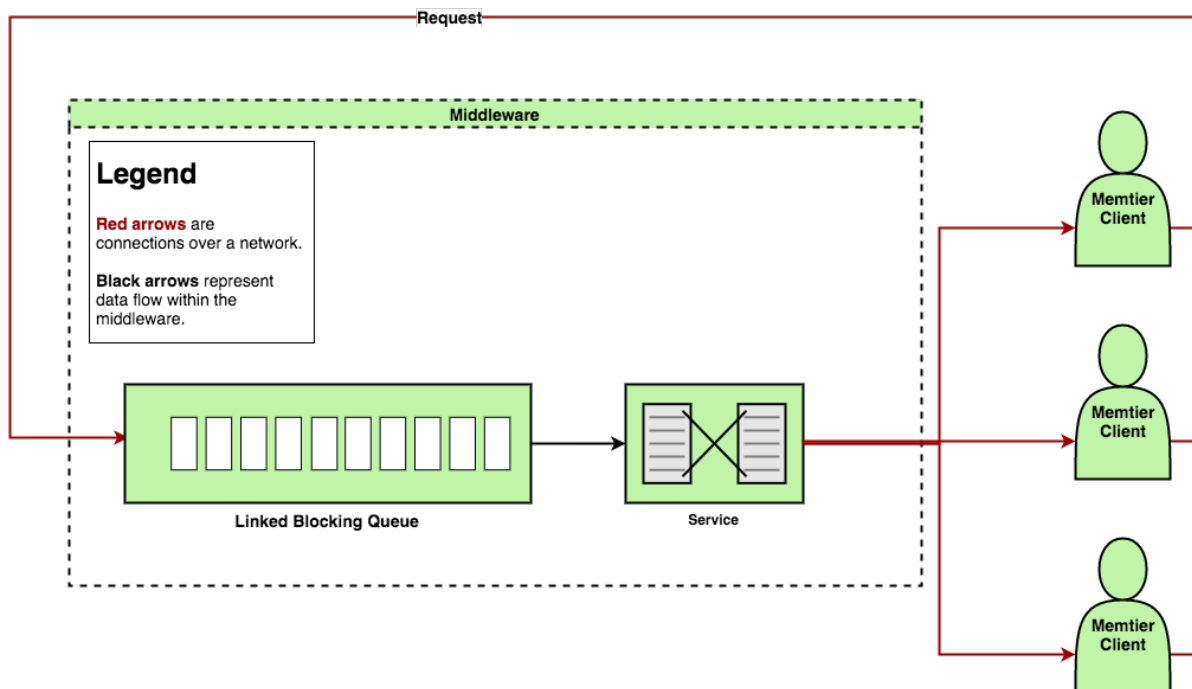 Request
Middleware
Legend
Red arrows are
connections over a network.
Black arrows represent
data flow within the
middleware.
Linked Blocking Queue
Service
Memtier
Client
Memtier
Client
Memtier
Client